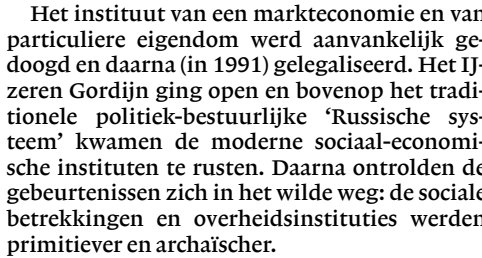 Het instituut van een markteconomie en van
particuliere eigendom werd aanvankelijk ge-
doogd en daarna (in 1991) gelegaliseerd. Het IJ-
zeren Gordijn ging open en bovenop het tradi-
tionele politiek-bestuurlijke ‘Russische sys-
teem’ kwamen de moderne sociaal-economi-
sche instituten te rusten. Daarna ontrolden de
gebeurtenissen zich in het wilde weg: de sociale
betrekkingen en overheidsinstituties werden
primitiever en archaïscher.